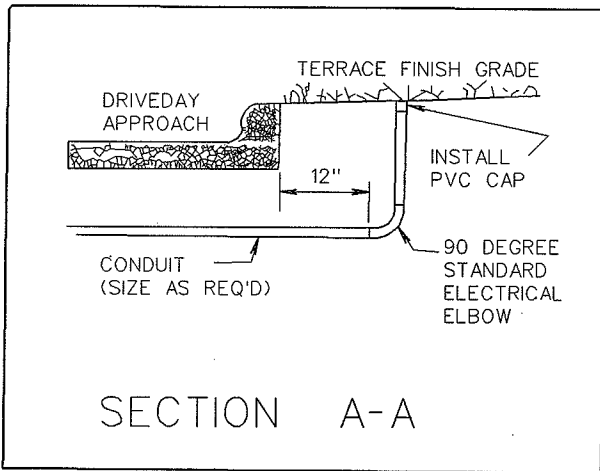 TERRACE FINISH GRADE
DRIVEDAY
APPROACH
INSTALL
PVC CAP
12"
CONDUIT
(SIZE AS REQ'D)
90 DEGREE
STANDARD
ELECTRICAL
ELBOW
SECTION A-A